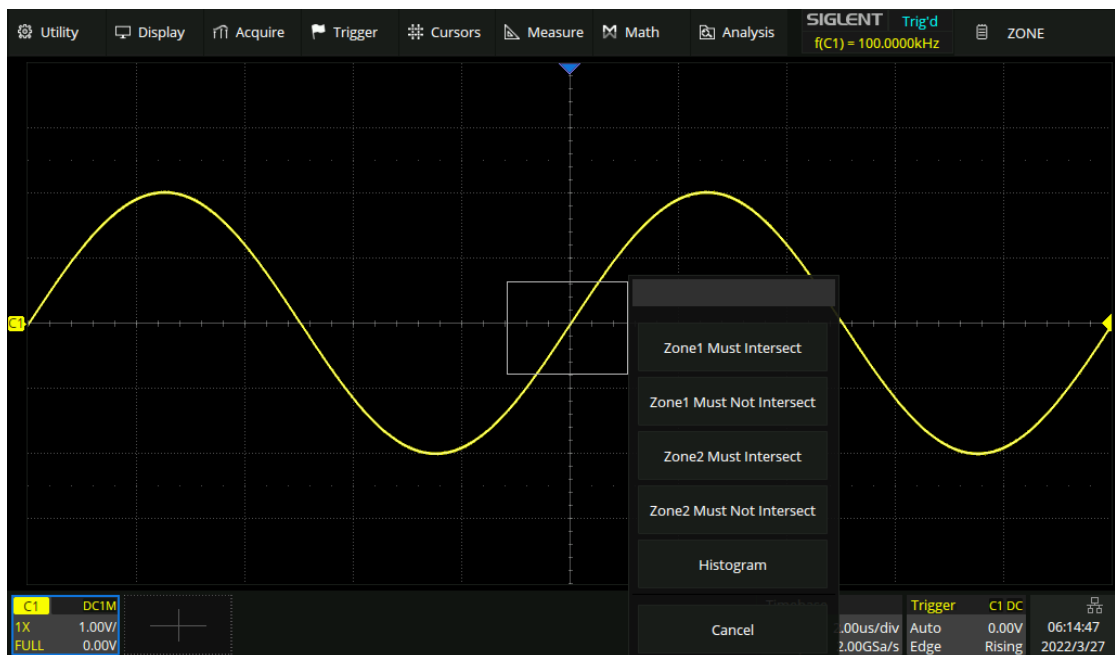 Utility Display Acquire Trigger Cursors Measure Math Analysis SIGLENT Trig'd ZONE
f(C1) = 100.0000kHz
C1
Zone1 Must Intersect
Zone1 Must Not Intersect
Zone2 Must Intersect
Zone2 Must Not Intersect
Histogram
Cancel
C1 DC1M
1X 1.00V/
FULL 0.00V
.00us/div
2.00GSa/s
Trigger C1 DC
Auto 0.00V
Edge Rising
06:14:47
2022/3/27